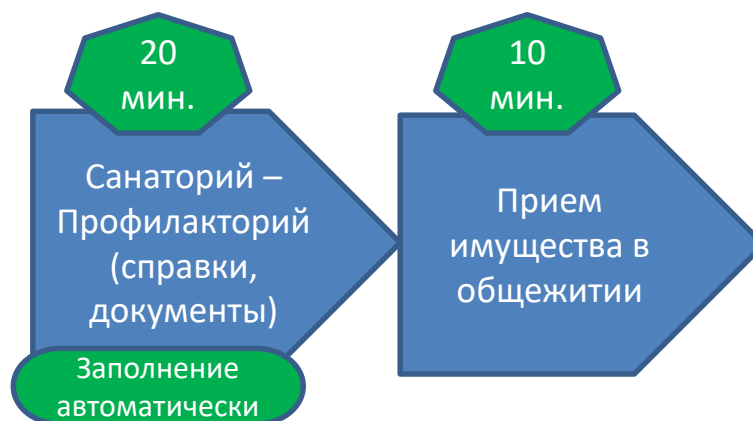 20
мин.
Санаторий –
Профилакторий
(справки,
документы)
Заполнение
автоматически
10
мин.
Прием
имущества в
общежитии